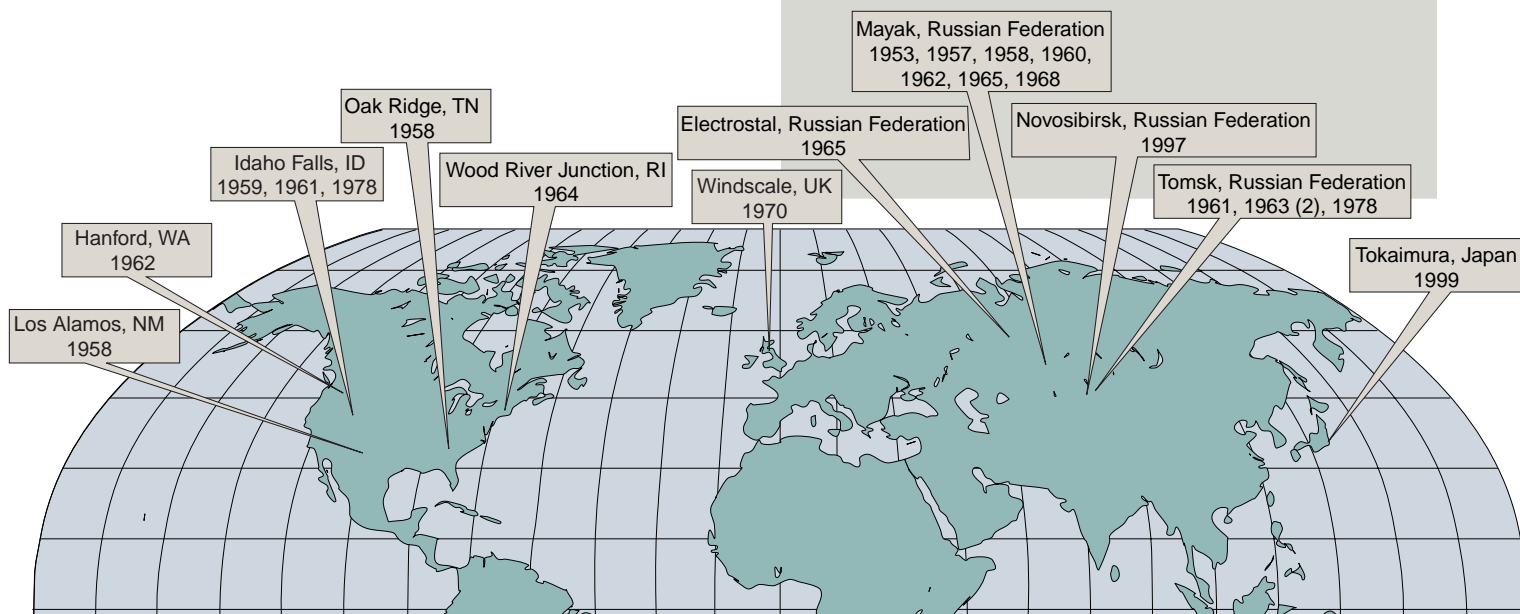 Mayak, Russian Federation
1953, 1957, 1958, 1960,
1962, 1965, 1968
Oak Ridge, TN
1958
Electrostal, Russian Federation
1965
Novosibirsk, Russian Federation
1997
Idaho Falls, ID
1959, 1961, 1978
Wood River Junction, RI
1964
Windscale, UK
1970
Tomsk, Russian Federation
1961, 1963 (2), 1978
Hanford, WA
1962
Tokaimura, Japan
1999
Los Alamos, NM
1958